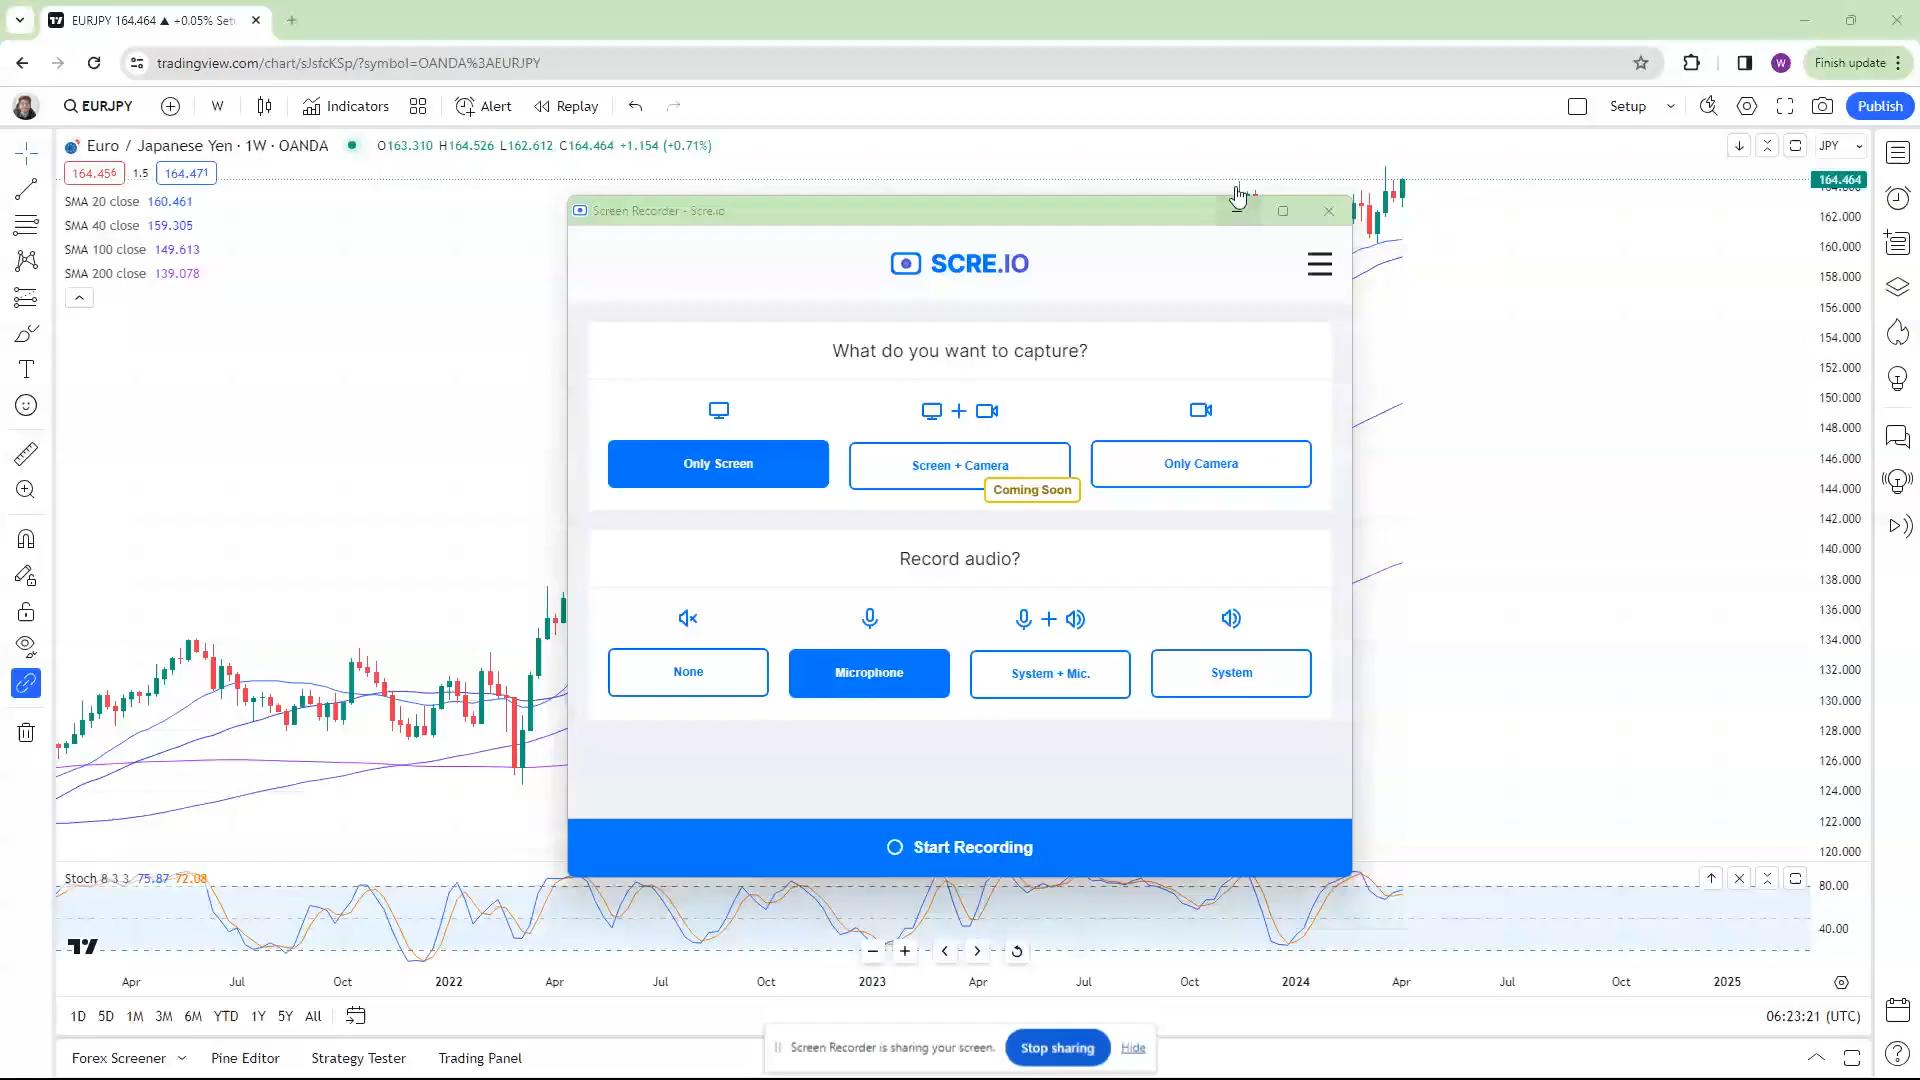 EURJPY 164.464 ▲ +0.05% Set
tradingview.com/chart/sJsfcKSp/?symbol=OANDA%3AEURJPY
W
Finish update
EURJPY
W
Indicators
Alert
Replay
Setup
Publish
Euro / Japanese Yen · 1W · OANDA
O163.310 H164.526 L162.612 C164.464 +1.154 (+0.71%)
JPY
164.456
1.5
164.471
SMA 20 close 160.461
SMA 40 close 159.305
SMA 100 close 149.613
SMA 200 close 139.078
164.464
162.000
160.000
158.000
156.000
154.000
152.000
150.000
148.000
146.000
144.000
142.000
140.000
138.000
136.000
134.000
132.000
130.000
128.000
126.000
124.000
122.000
120.000
Screen Recorder - Scre.io
SCRE.IO
What do you want to capture?
Only Screen
Screen + Camera
Only Camera
Coming Soon
Record audio?
None
Microphone
System + Mic.
System
Start Recording
Stoch 8 3 3 75.87 72.08
80.00
40.00
Apr Jul Oct 2022 Apr Jul Oct 2023 Apr Jul Oct 2024 Apr Jul Oct 2025
1D 5D 1M 3M 6M YTD 1Y 5Y All
06:23:21 (UTC)
Screen Recorder is sharing your screen.
Stop sharing
Hide
Forex Screener
Pine Editor
Strategy Tester
Trading Panel